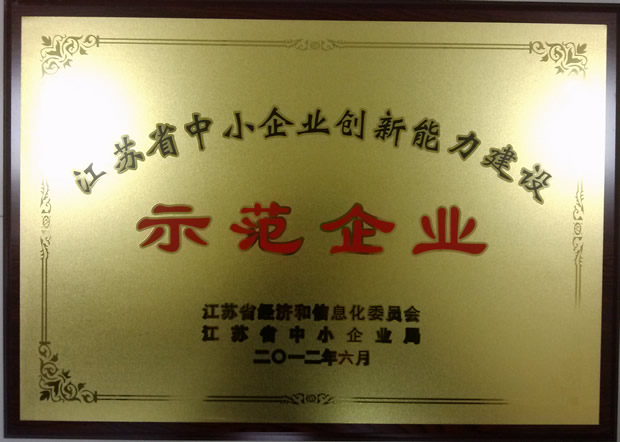 江苏省中小企业创新能力建设
示范企业
江苏省经济和信息化委员会
江苏省中小企业局
二〇一二年六月